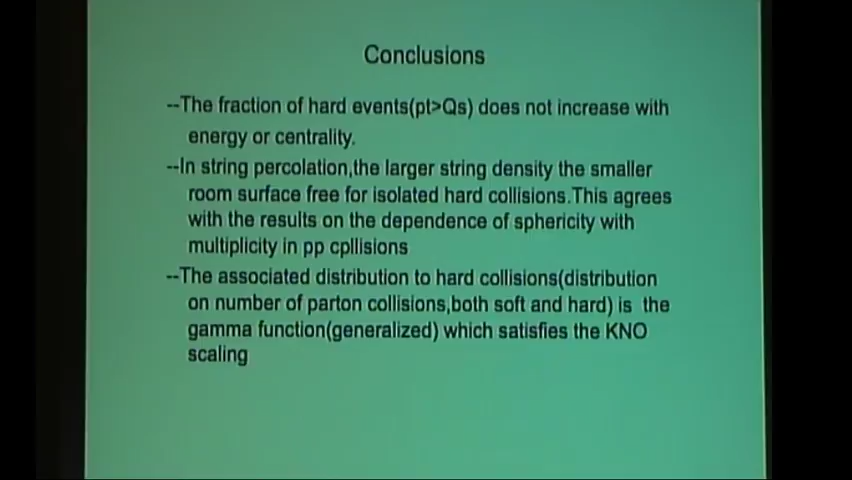 Conclusions
--The fraction of hard events(pt>Qs) does not increase with
energy or centrality.
--In string percolation,the larger string density the smaller
room surface free for isolated hard collisions.This agrees
with the results on the dependence of sphericity with
multiplicity in pp cpllisions
--The associated distribution to hard collisions(distribution
on number of parton collisions,both soft and hard) is  the
gamma function(generalized) which satisfies the KNO
scaling